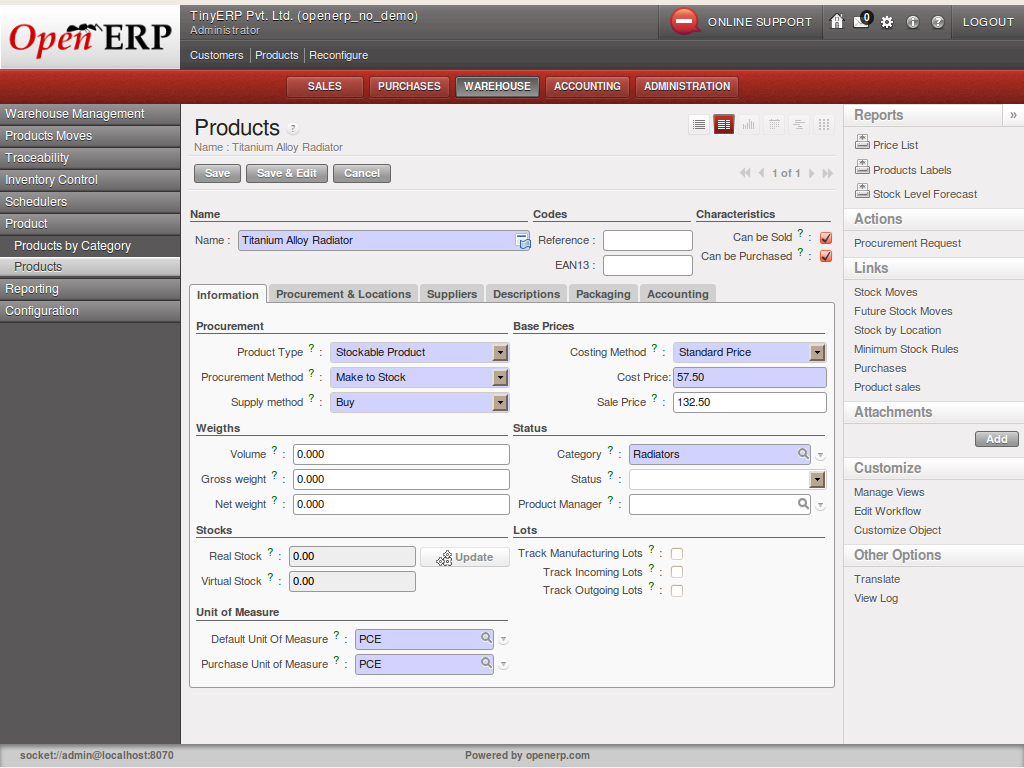 Open ERP
TinyERP Pvt. Ltd. (openerp_no_demo)
Administrator
Customers Products Reconfigure
ONLINE SUPPORT
0
?
LOGOUT
SALES PURCHASES WAREHOUSE ACCOUNTING ADMINISTRATION
Warehouse Management
Products Moves
Traceability
Inventory Control
Schedulers
Product
Products by Category
Products
Reporting
Configuration
Products ?
Name : Titanium Alloy Radiator
Save Save & Edit Cancel
1 of 1
Name
Name : Titanium Alloy Radiator
Codes
Reference :
EAN13 :
Characteristics
Can be Sold ? :
Can be Purchased ? :
Information Procurement & Locations Suppliers Descriptions Packaging Accounting
Procurement
Product Type ? : Stockable Product
Procurement Method ? : Make to Stock
Supply method ? : Buy
Base Prices
Costing Method ? : Standard Price
Cost Price: 57.50
Sale Price ? : 132.50
Weigths
Volume ? : 0.000
Gross weight ? : 0.000
Net weight ? : 0.000
Status
Category ? : Radiators
Status ? :
Product Manager ? :
Stocks
Real Stock ? : 0.00 Update
Virtual Stock ? : 0.00
Lots
Track Manufacturing Lots ? :
Track Incoming Lots ? :
Track Outgoing Lots ? :
Unit of Measure
Default Unit Of Measure ? : PCE
Purchase Unit of Measure ? : PCE
Reports »
Price List
Products Labels
Stock Level Forecast
Actions
Procurement Request
Links
Stock Moves
Future Stock Moves
Stock by Location
Minimum Stock Rules
Purchases
Product sales
Attachments
Add
Customize
Manage Views
Edit Workflow
Customize Object
Other Options
Translate
View Log
socket://admin@localhost:8070
Powered by openerp.com